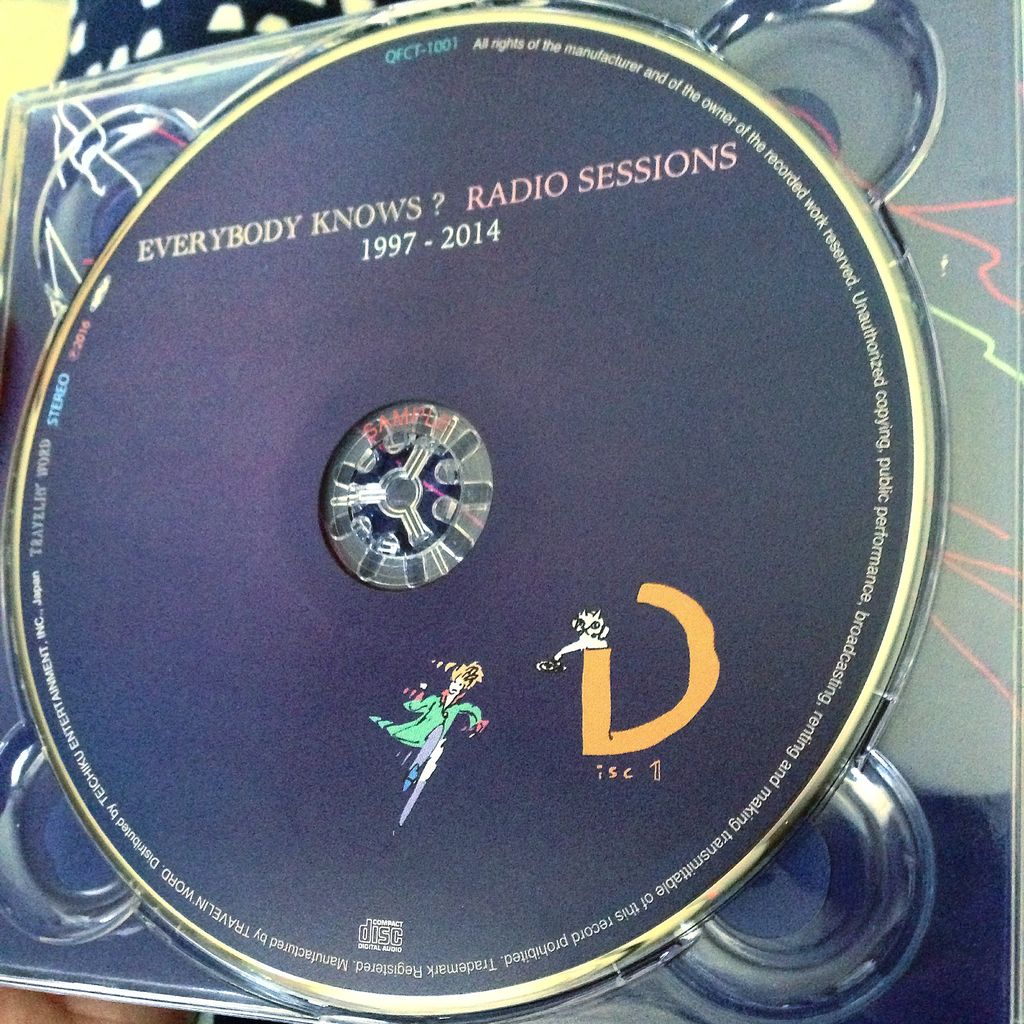 QFCT-1001
All rights of the manufacturer and of the owner of the recorded work reserved. Unauthorized copying, public performance, broadcasting, renting and making transmittable of this record prohibited. Trademark Registered. Manufactured by TRAVELIN WORD. Distributed by TEICHIKU ENTERTAINMENT, INC., Japan
TRAVELIN' WORD
STEREO
℗2016
EVERYBODY KNOWS ? RADIO SESSIONS
1997 - 2014
SAMPLE
D
isc 1
COMPACT
disc
DIGITAL AUDIO